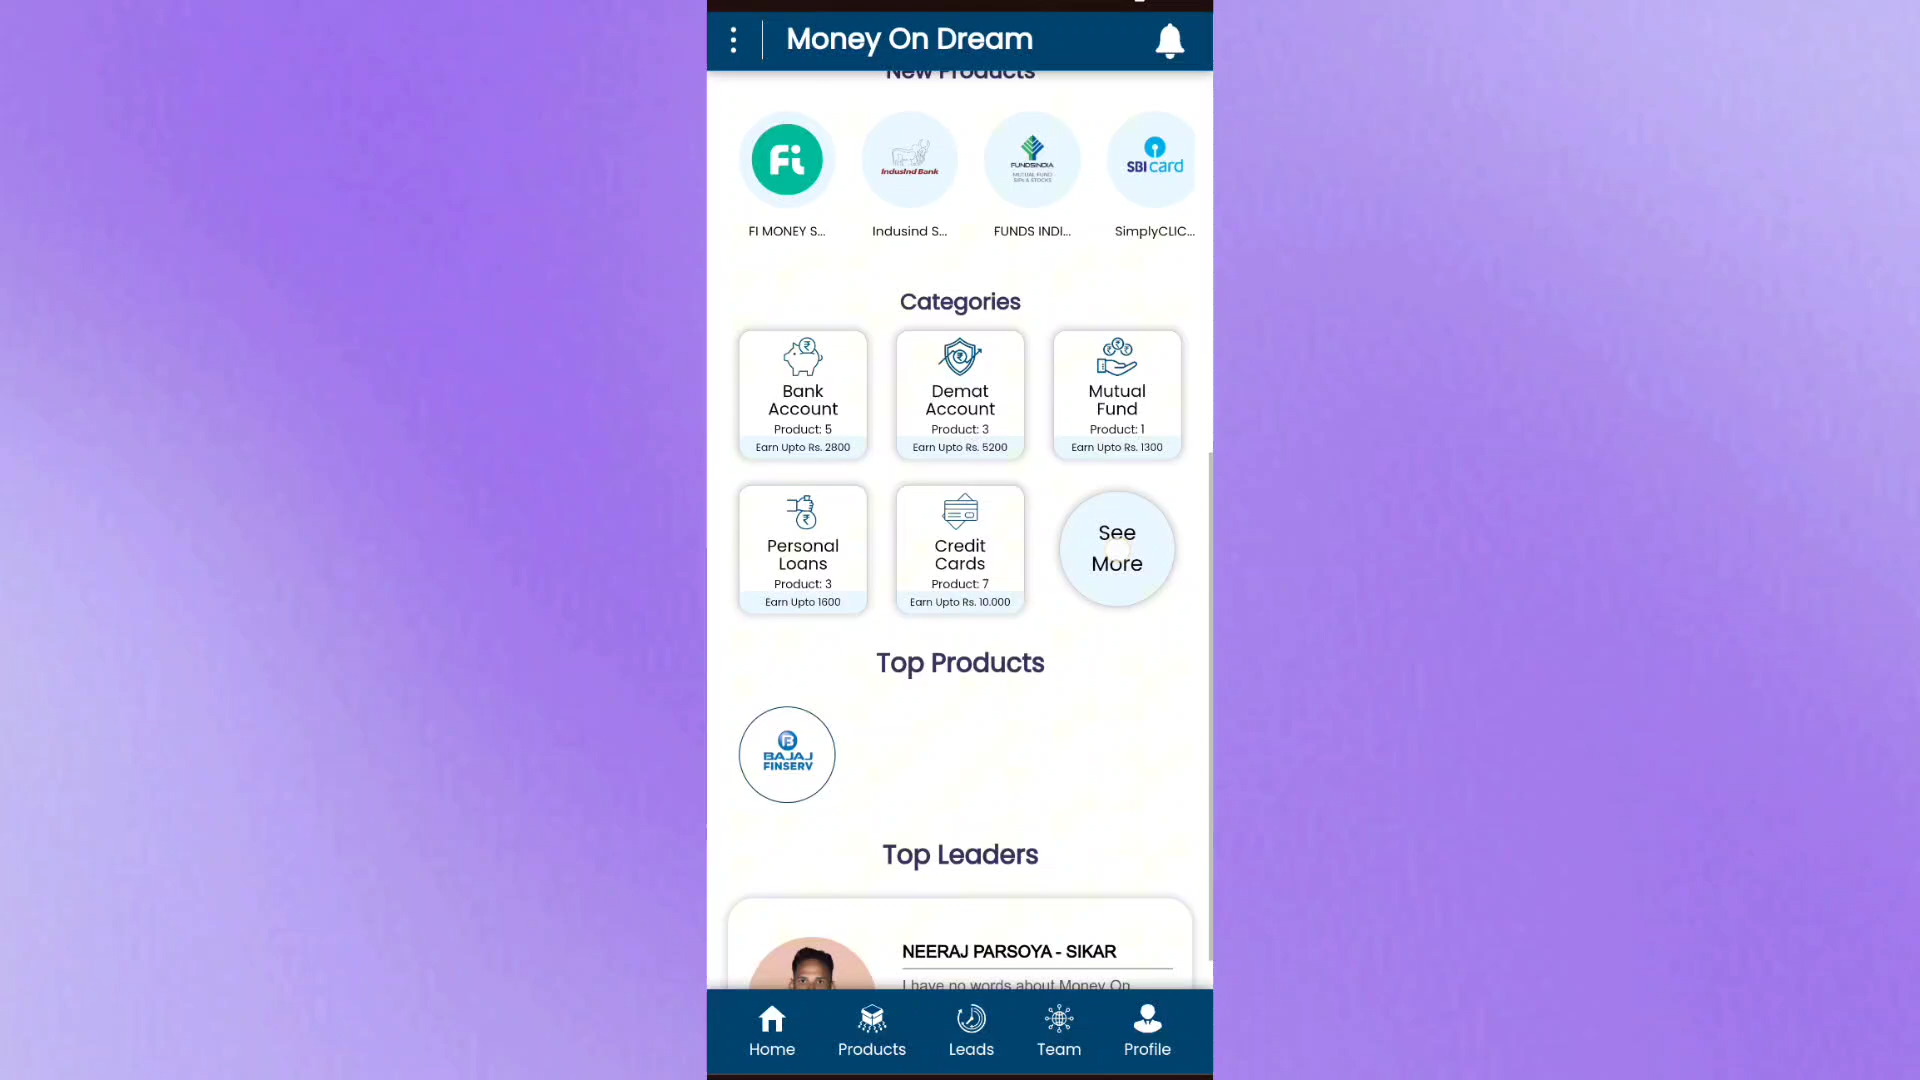 Money On Dream
New Products
Fi
IndusInd Bank
FUNDSINDIA
MUTUAL FUND
SIPs & STOCKS
SBI card
FI MONEY S...
Indusind S...
FUNDS INDI...
SimplyCLIC...
Categories
Bank
Account
Product: 5
Earn Upto Rs. 2800
Demat
Account
Product: 3
Earn Upto Rs. 5200
Mutual
Fund
Product: 1
Earn Upto Rs. 1300
Personal
Loans
Product: 3
Earn Upto 1600
Credit
Cards
Product: 7
Earn Upto Rs. 10.000
See
More
Top Products
B
BAJAJ
FINSERV
Top Leaders
NEERAJ PARSOYA - SIKAR
I have no words about Money On
Home
Products
Leads
Team
Profile